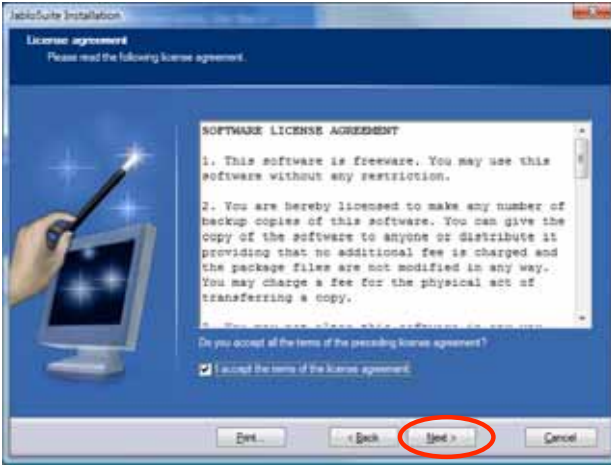 JabloSuite Installation
License agreement
Please read the following license agreement.
SOFTWARE LICENSE AGREEMENT
1. This software is freeware. You may use this
software without any restriction.
2. You are hereby licensed to make any number of
backup copies of this software. You can give the
copy of the software to anyone or distribute it
providing that no additional fee is charged and
the package files are not modified in any way.
You may charge a fee for the physical act of
transferring a copy.
Do you accept all the terms of the preceding license agreement?
I accept the terms of the license agreement
Print...
< Back
Next >
Cancel